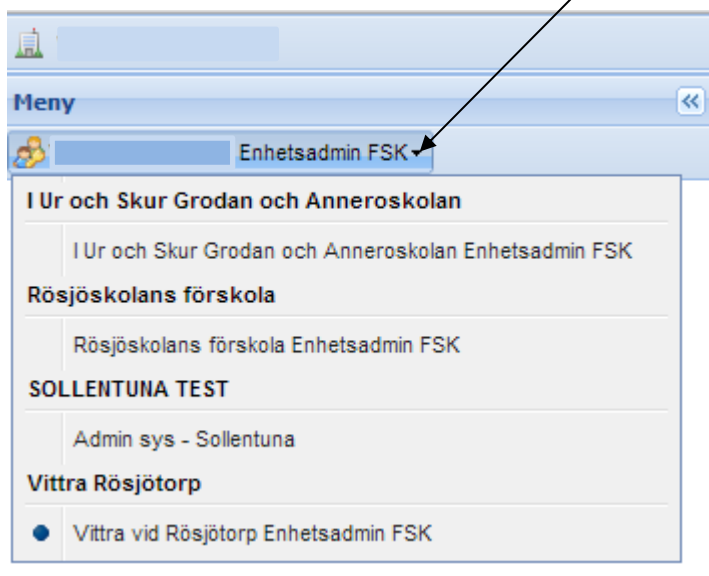 Meny
Enhetsadmin FSK
I Ur och Skur Grodan och Anneroskolan
I Ur och Skur Grodan och Anneroskolan Enhetsadmin FSK
Rösjöskolans förskola
Rösjöskolans förskola Enhetsadmin FSK
SOLLENTUNA TEST
Admin sys - Sollentuna
Vittra Rösjötorp
Vittra vid Rösjötorp Enhetsadmin FSK